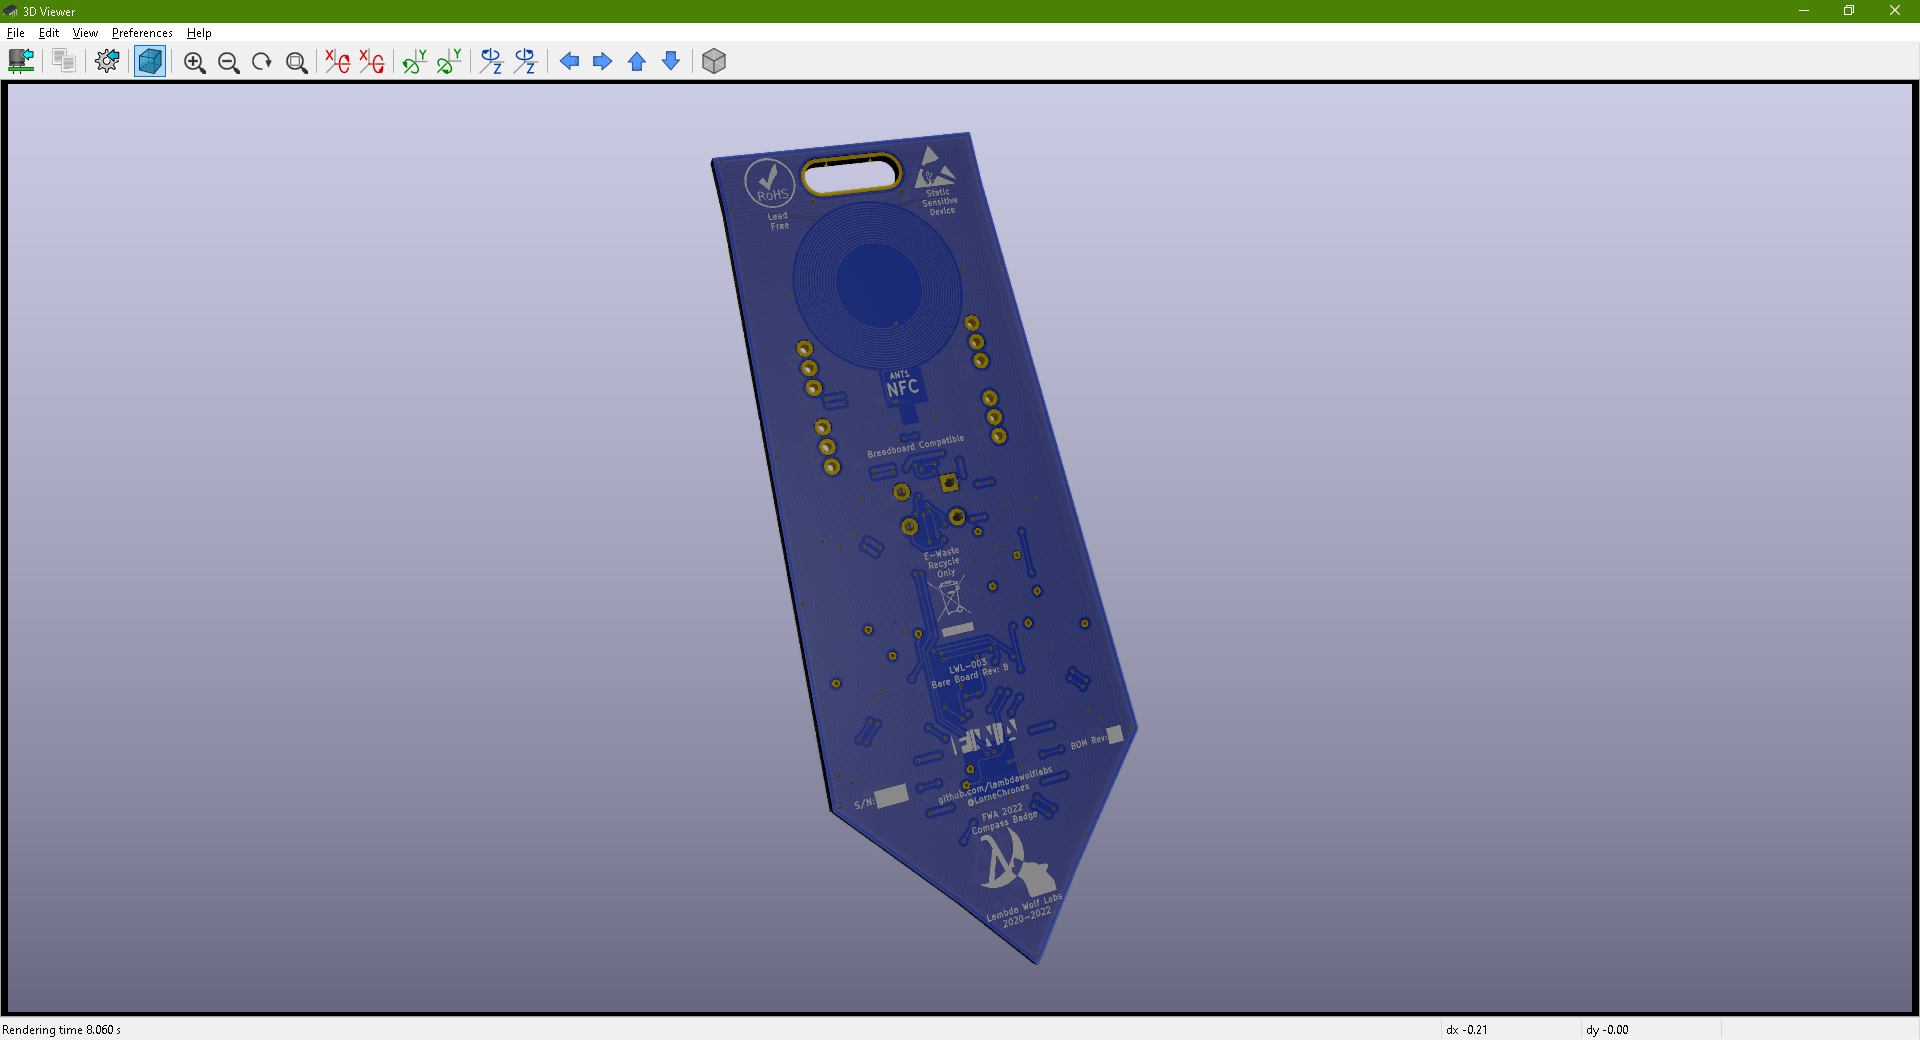 3D Viewer
File Edit View Preferences Help
RoHS
Lead
Free
Static
Sensitive
Device
ANT1
NFC
Breadboard Compatible
E-Waste
Recycle
Only
LWL-003
Bare Board Rev: B
FWA
BOM Rev:
S/N:
github.com/lambdawolflabs
@LorneChrones
FWA 2022
Compass Badge
Lambda Wolf Labs
2020-2022
Rendering time 8.060 s
dx -0.21
dy -0.00